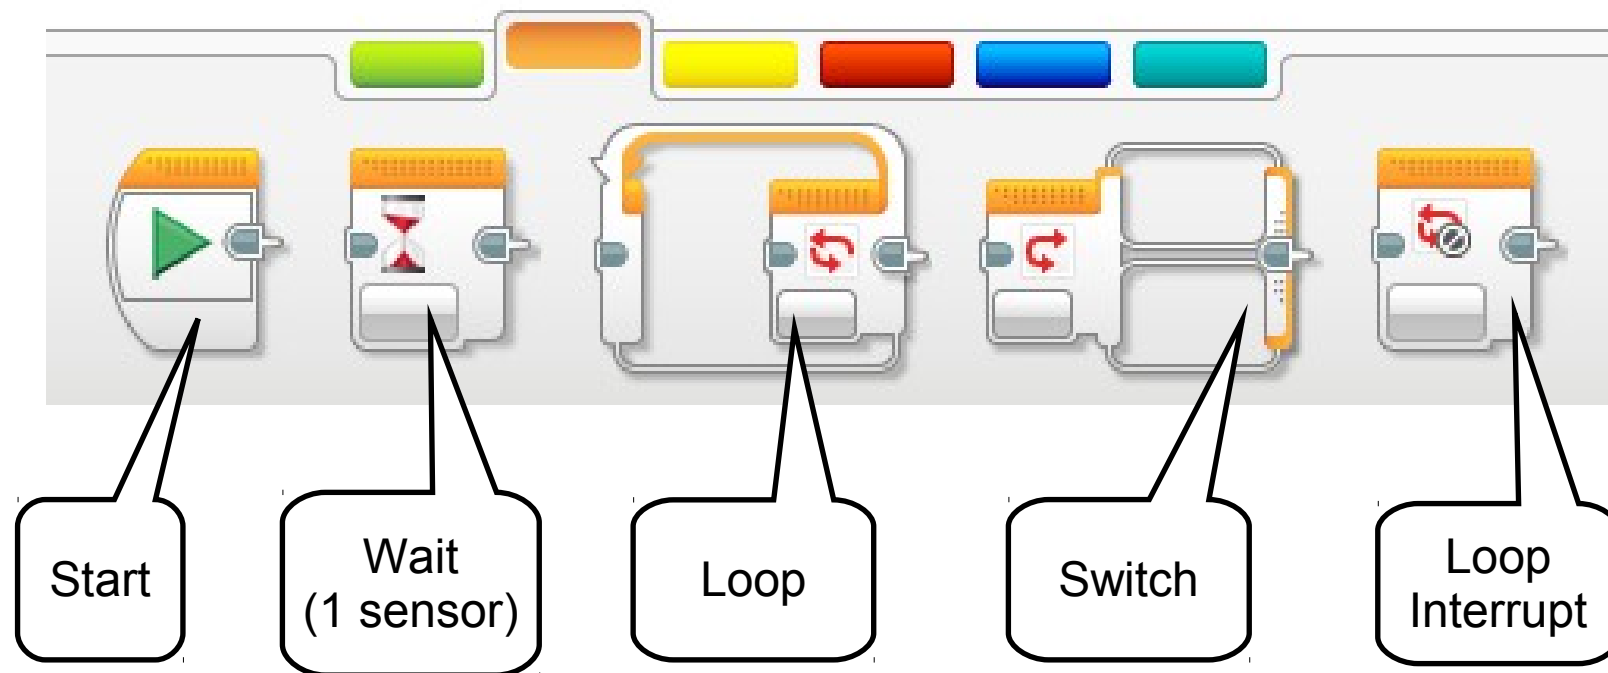 Start
Wait
(1 sensor)
Loop
Switch
Loop
Interrupt